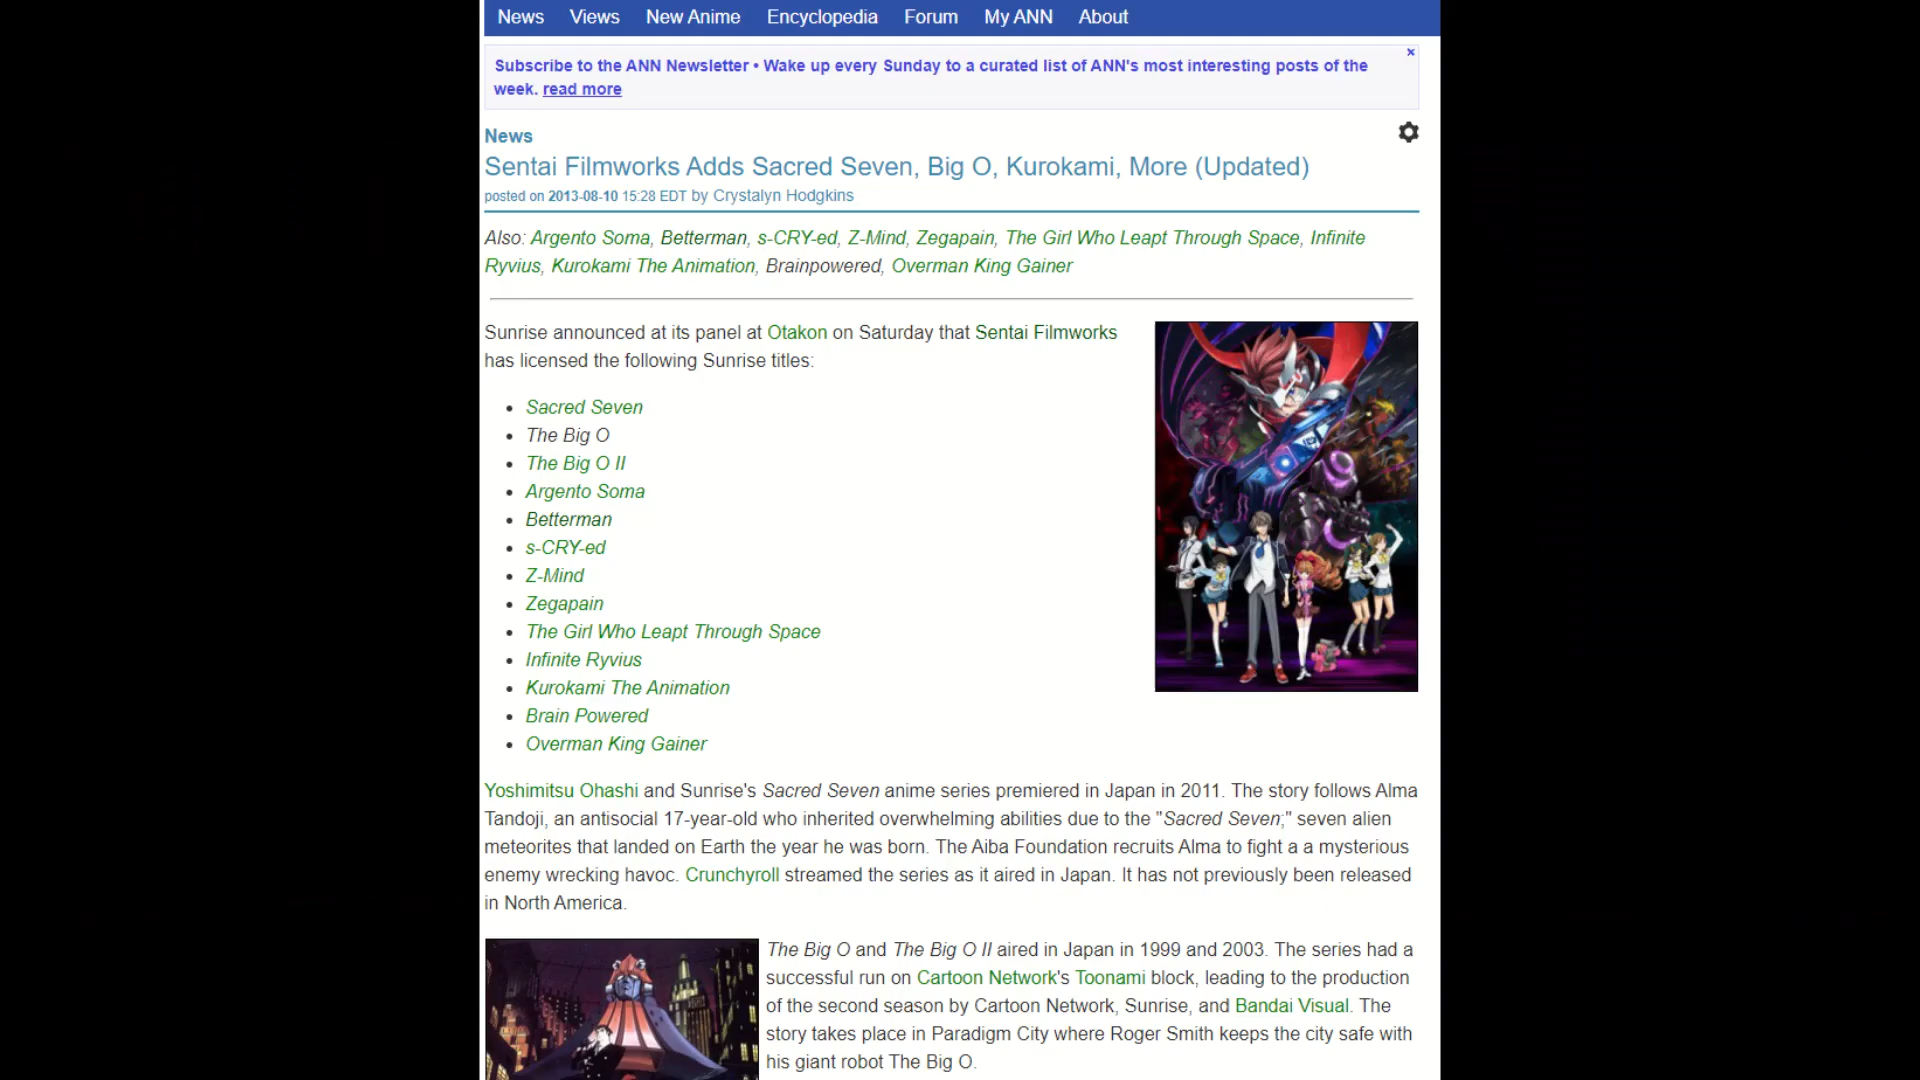 News Views New Anime Encyclopedia Forum My ANN About
Subscribe to the ANN Newsletter • Wake up every Sunday to a curated list of ANN's most interesting posts of the
week. read more
×
News
Sentai Filmworks Adds Sacred Seven, Big O, Kurokami, More (Updated)
posted on 2013-08-10 15:28 EDT by Crystalyn Hodgkins
Also: Argento Soma, Betterman, s-CRY-ed, Z-Mind, Zegapain, The Girl Who Leapt Through Space, Infinite
Ryvius, Kurokami The Animation, Brainpowered, Overman King Gainer
Sunrise announced at its panel at Otakon on Saturday that Sentai Filmworks
has licensed the following Sunrise titles:
• Sacred Seven
• The Big O
• The Big O II
• Argento Soma
• Betterman
• s-CRY-ed
• Z-Mind
• Zegapain
• The Girl Who Leapt Through Space
• Infinite Ryvius
• Kurokami The Animation
• Brain Powered
• Overman King Gainer
Yoshimitsu Ohashi and Sunrise's Sacred Seven anime series premiered in Japan in 2011. The story follows Alma
Tandoji, an antisocial 17-year-old who inherited overwhelming abilities due to the "Sacred Seven;" seven alien
meteorites that landed on Earth the year he was born. The Aiba Foundation recruits Alma to fight a a mysterious
enemy wrecking havoc. Crunchyroll streamed the series as it aired in Japan. It has not previously been released
in North America.
The Big O and The Big O II aired in Japan in 1999 and 2003. The series had a
successful run on Cartoon Network's Toonami block, leading to the production
of the second season by Cartoon Network, Sunrise, and Bandai Visual. The
story takes place in Paradigm City where Roger Smith keeps the city safe with
his giant robot The Big O.